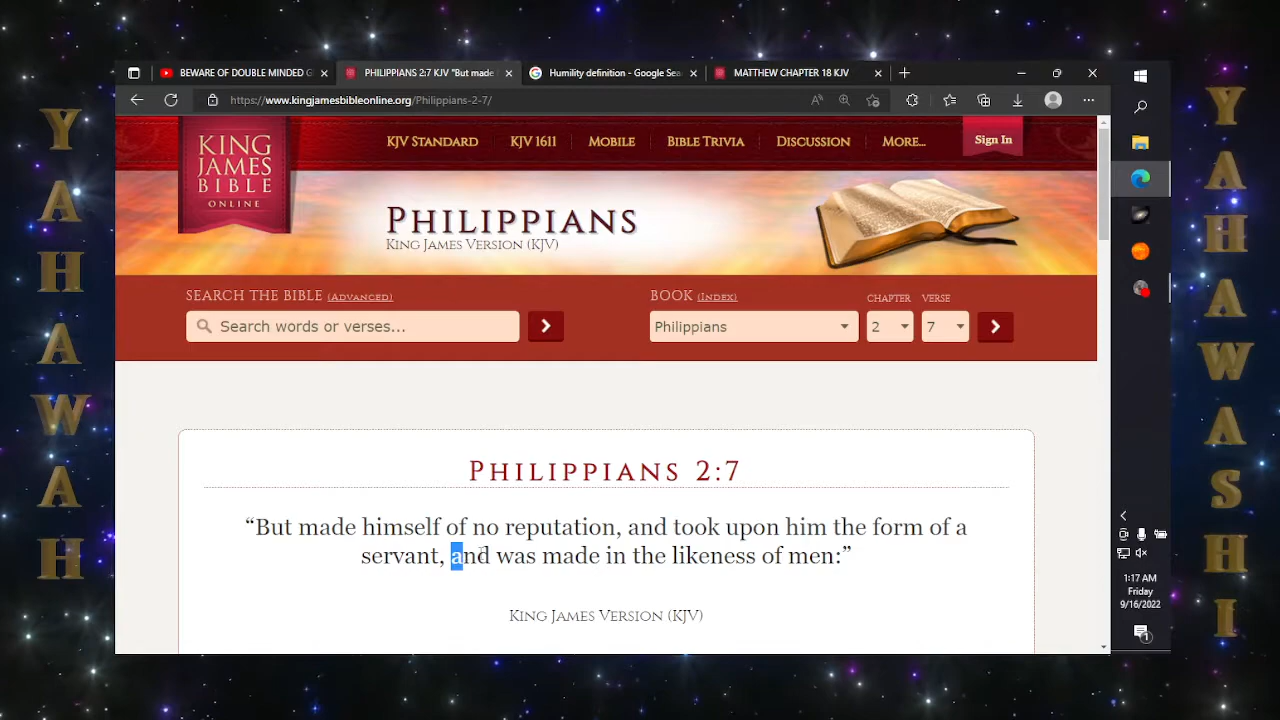 BEWARE OF DOUBLE MINDED G
PHILIPPIANS 2:7 KJV "But made
Humility definition - Google Sea
MATTHEW CHAPTER 18 KJV
https://www.kingjamesbibleonline.org/Philippians-2-7/
KING
JAMES
BIBLE
ONLINE
KJV STANDARD
KJV 1611
MOBILE
BIBLE TRIVIA
DISCUSSION
MORE...
Sign In
PHILIPPIANS
KING JAMES VERSION (KJV)
SEARCH THE BIBLE (ADVANCED)
Search words or verses...
BOOK (INDEX)
CHAPTER
VERSE
Philippians
2
7
PHILIPPIANS 2:7
“But made himself of no reputation, and took upon him the form of a
servant, and was made in the likeness of men:”
KING JAMES VERSION (KJV)
1:17 AM
Friday
9/16/2022
1
YAHAWAH
YAHAWASHI